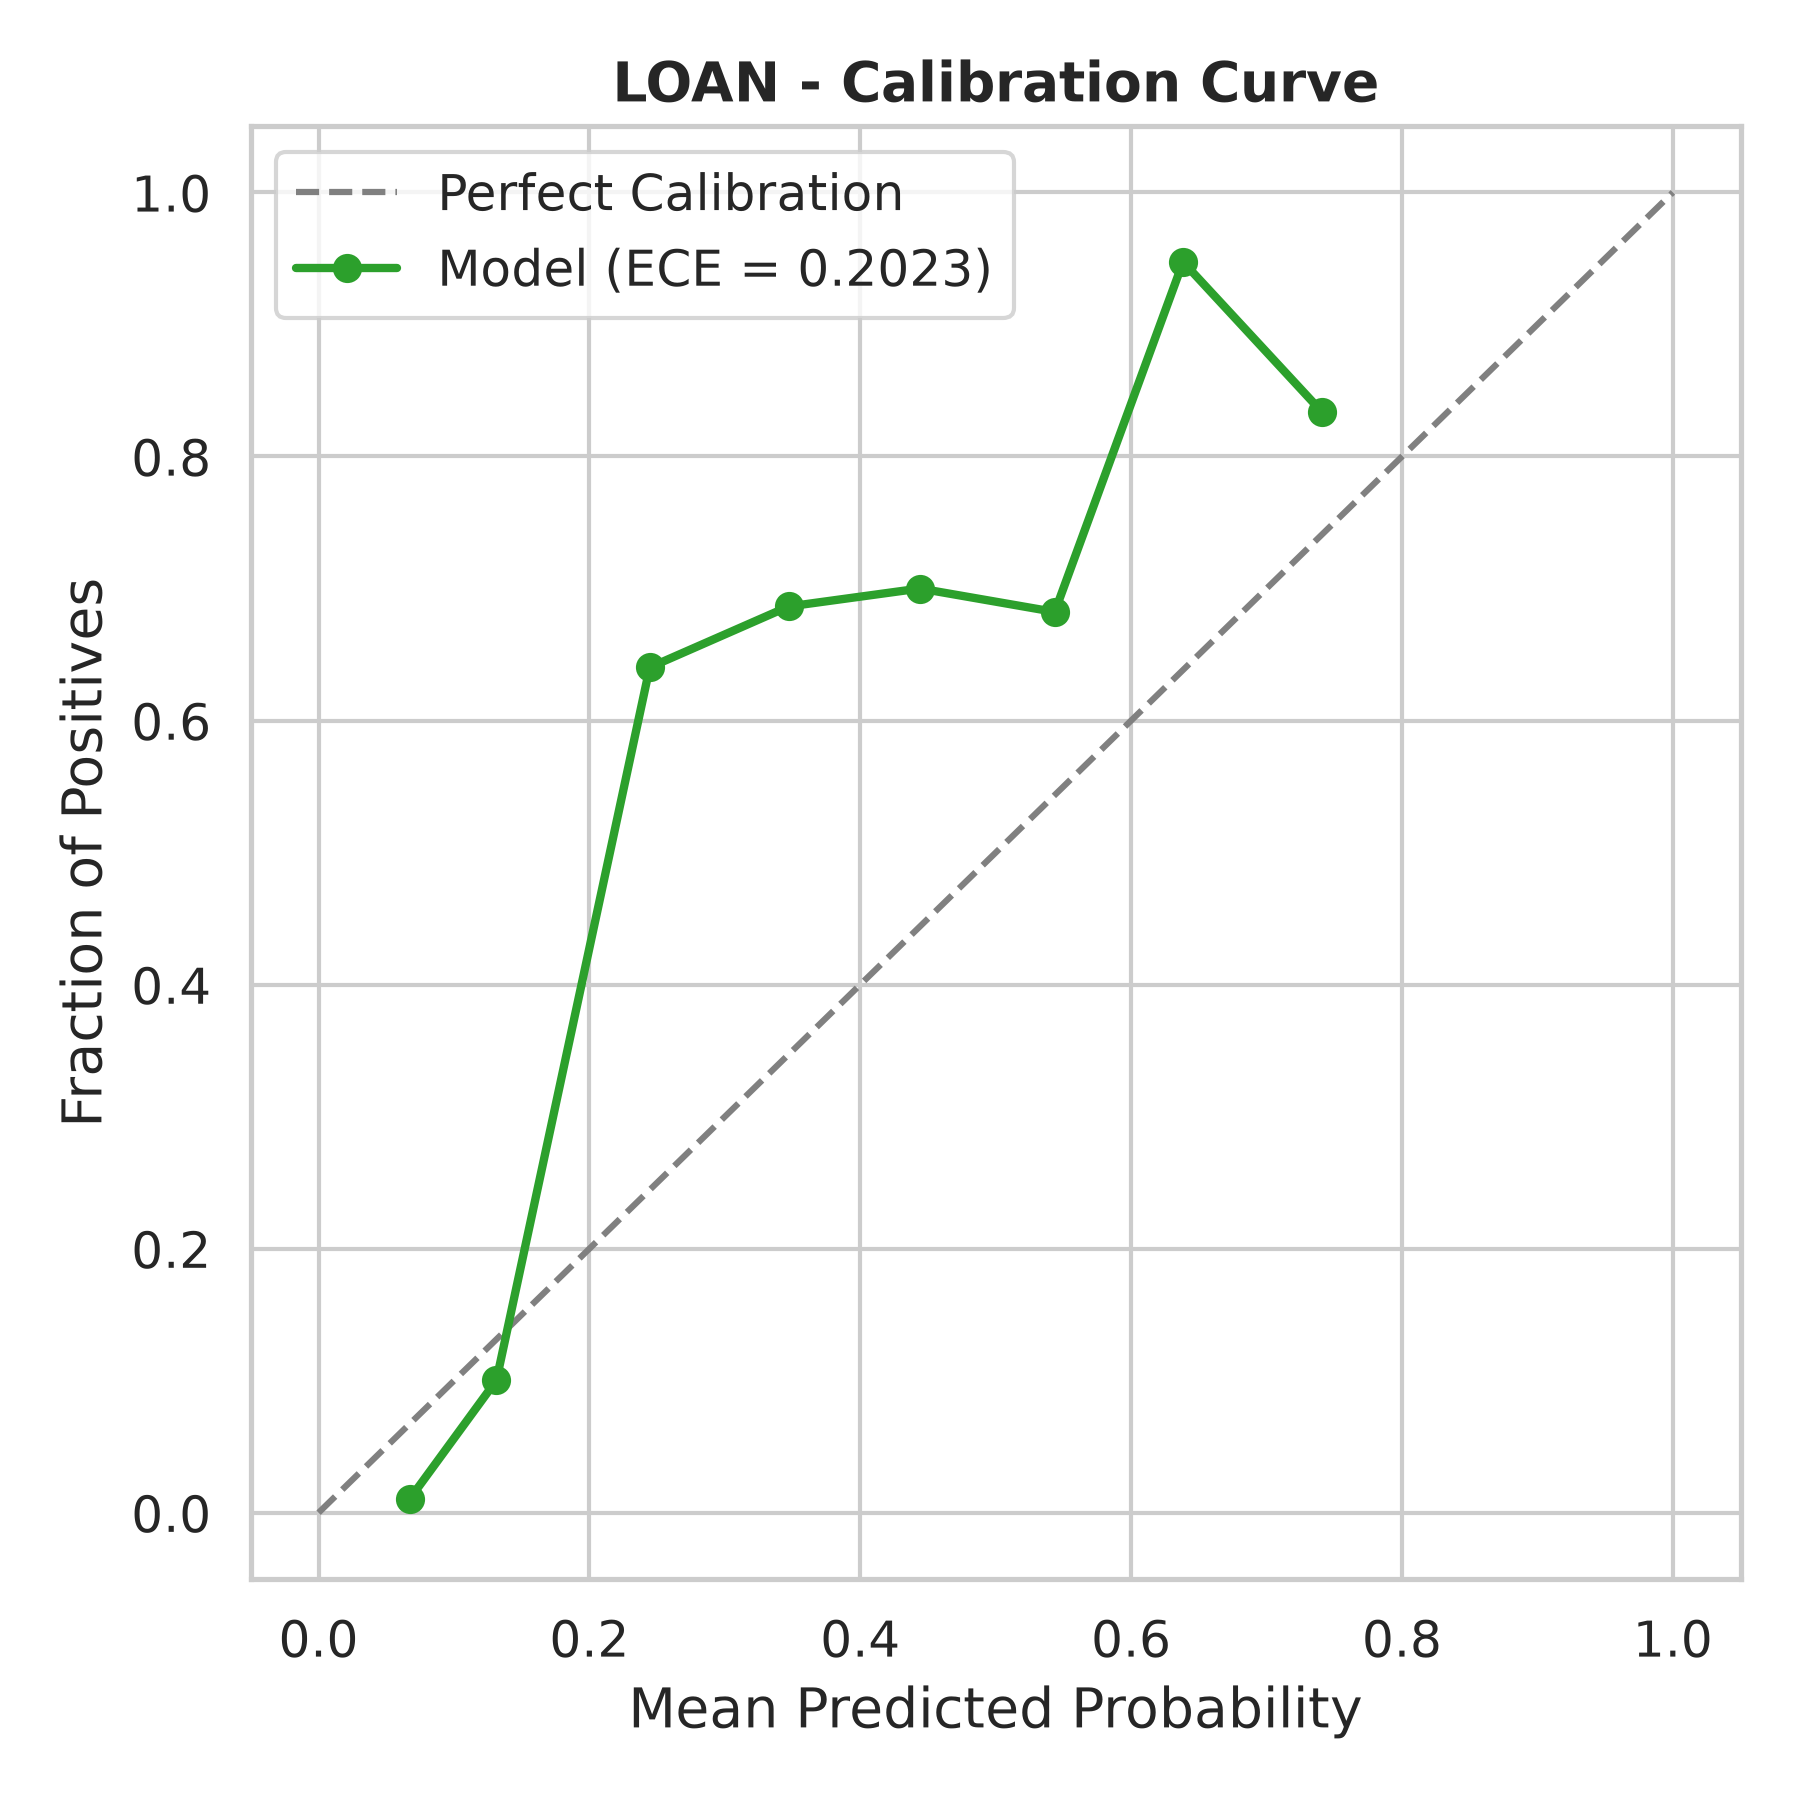 LOAN - Calibration Curve
Perfect Calibration
Model (ECE = 0.2023)
1.0
0.8
0.6
0.4
0.2
0.0
Fraction of Positives
0.0 0.2 0.4 0.6 0.8 1.0
Mean Predicted Probability